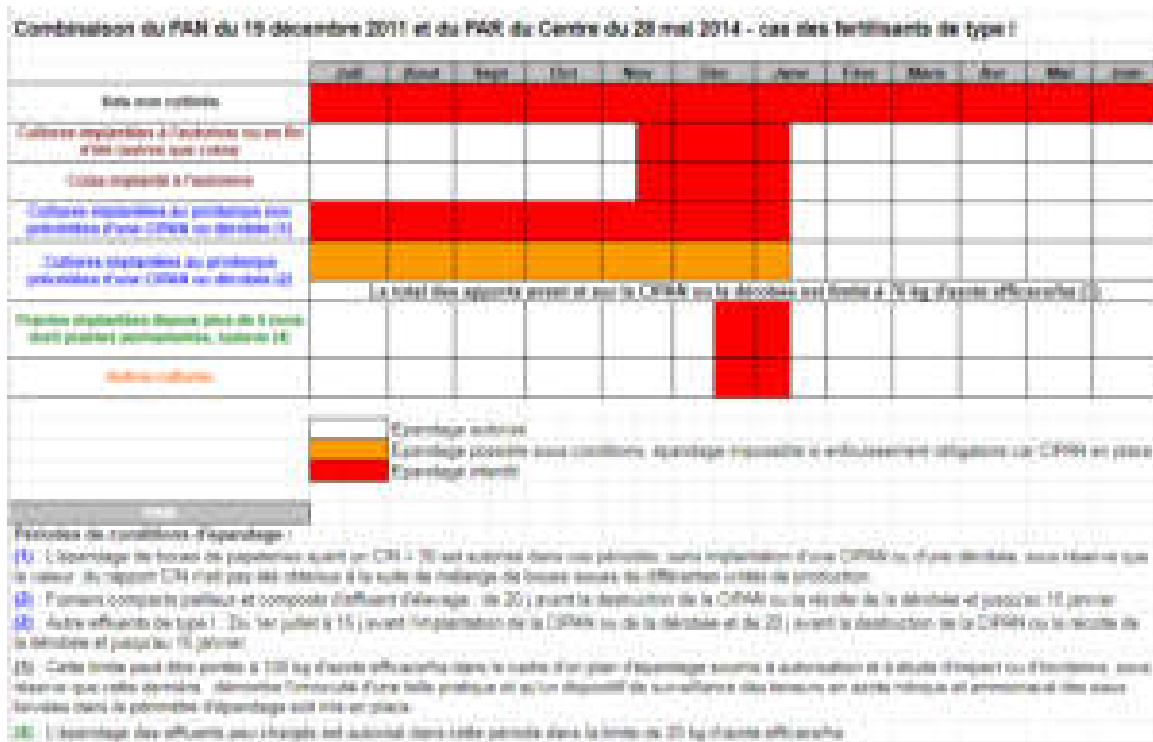 Combinaison du PAN du 19 décembre 2011 et du PAR du Centre du 28 mai 2014 - cas des fertilisants de type I
Juil Aout Sept Oct Nov Déc Janv Févr Mars Avr Mai Juin
Sols non cultivés
Cultures implantées à l'automne ou en fin
d'été (autres que colza)
Colza implanté à l'automne
Cultures implantées au printemps non
précédées d'une CIPAN ou dérobée (1)
Cultures implantées au printemps
précédées d'une CIPAN ou dérobée
Le total des apports avant et sur la CIPAN ou la dérobée est limité à 70 kg d'azote efficace/ha (3)
Prairies implantées depuis plus de 6 mois
dont prairies permanentes, luzerne (4)
Autres cultures
Epandage autorisé
Epandage possible sous conditions, épandage impossible si enfouissement obligatoire car CIPAN en place
Epandage interdit
Périodes de conditions d'épandage :
(1) : L'épandage de boues de papeteries ayant un C/N > 30 est autorisé dans ces périodes, sans implantation d'une CIPAN ou d'une dérobée, sous réserve que
la valeur du rapport C/N n'ait pas été obtenue à la suite de mélange de boues issues de différentes unités de production.
Fumiers compacts pailleux et composts d'effluent d'élevage : de 20 j avant la destruction de la CIPAN ou la récolte de la dérobée et jusqu'au 15 janvier
Autre effluents de type I : Du 1er juillet à 15 j avant l'implantation de la CIPAN ou de la dérobée et de 20 j avant la destruction de la CIPAN ou la récolte de
la dérobée et jusqu'au 15 janvier.
(3) : Cette limite peut être portée à 100 kg d'azote efficace/ha dans le cadre d'un plan d'épandage soumis à autorisation et à étude d'impact ou d'incidence, sous
réserve que cette dernière démontre l'innocuité d'une telle pratique et qu'un dispositif de surveillance des teneurs en azote nitrique et ammoniacal des eaux
lixiviées dans le périmètre d'épandage soit mis en place.
(4) : L'épandage des effluents peu chargés est autorisé dans cette période dans la limite de 20 kg d'azote efficace/ha